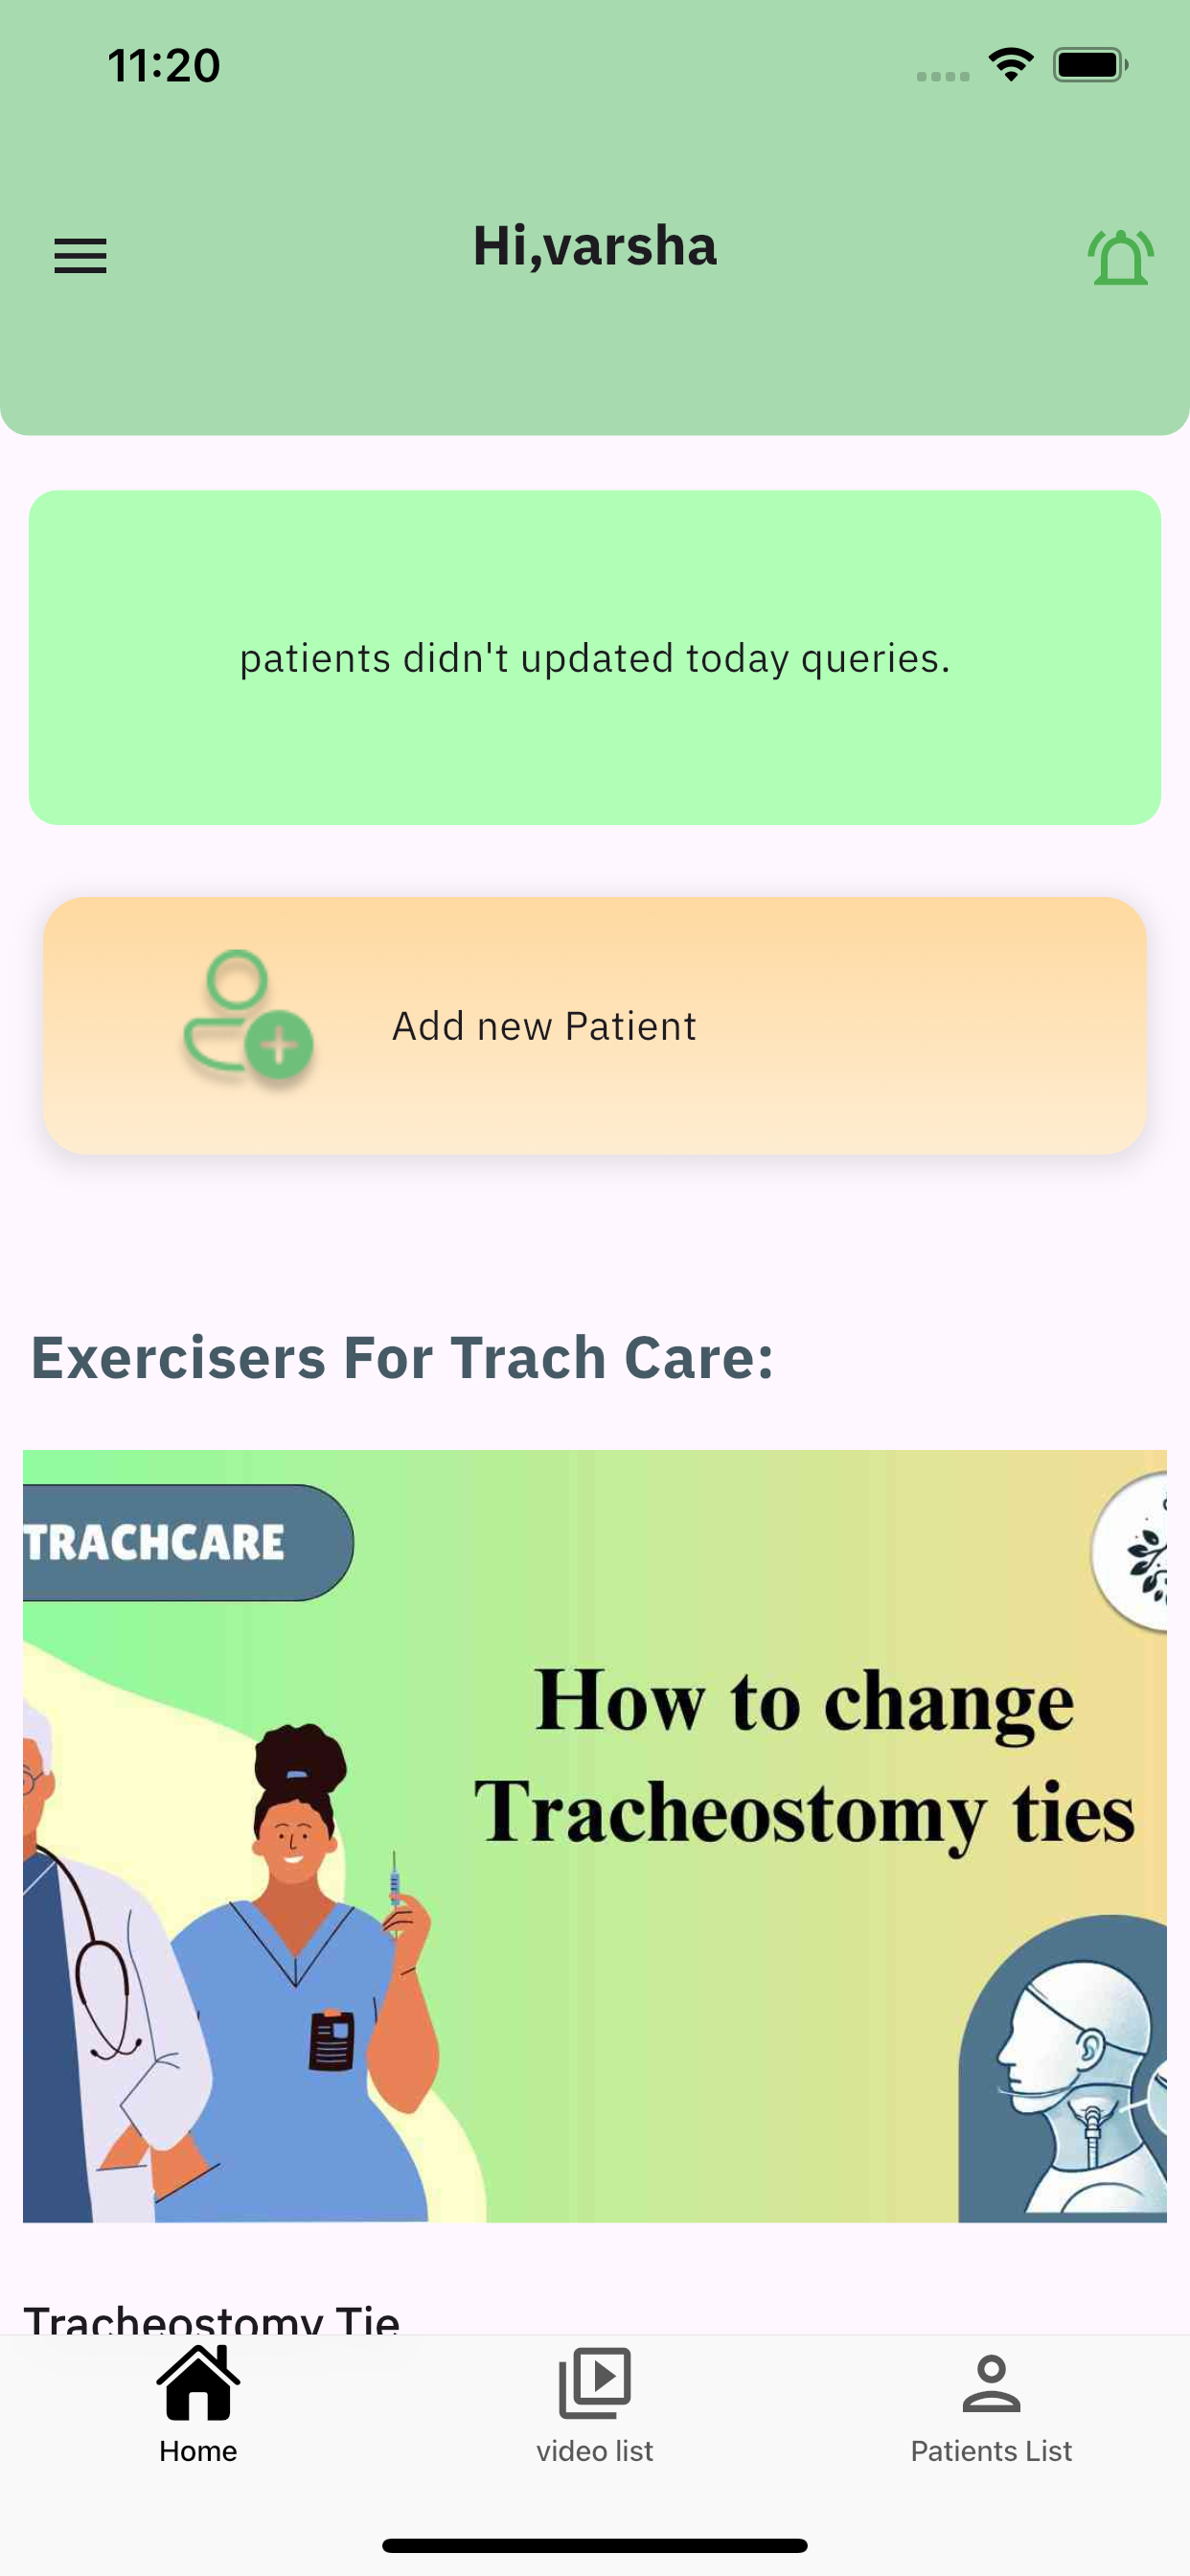 11:20
Hi,varsha
patients didn't updated today queries.
Add new Patient
Exercisers For Trach Care:
TRACHCARE
How to change
Tracheostomy ties
Tracheostomy Tie
Home
video list
Patients List